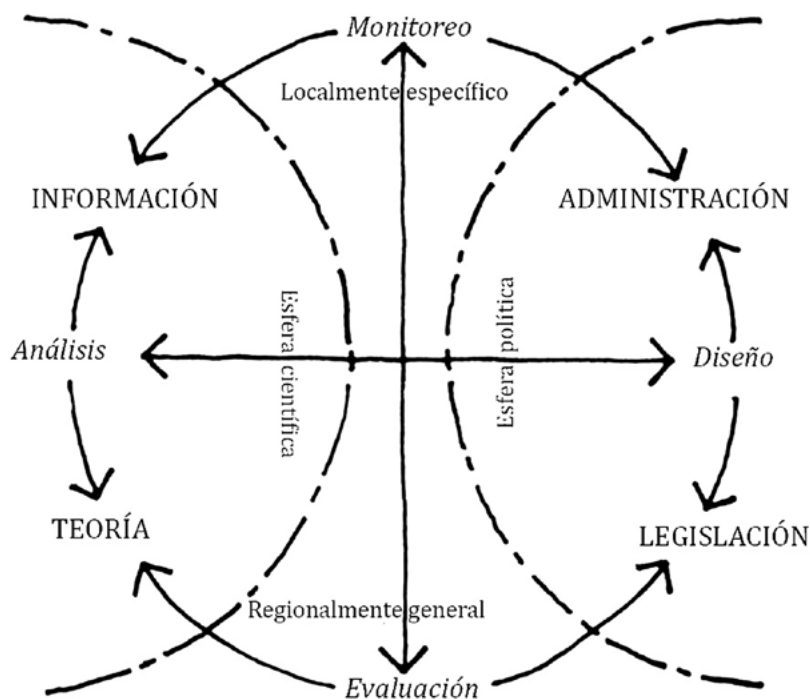 Monitoreo
Localmente específico
INFORMACIÓN
ADMINISTRACIÓN
Análisis
Esfera científica
Esfera política
Diseño
TEORÍA
LEGISLACIÓN
Regionalmente general
Evaluación